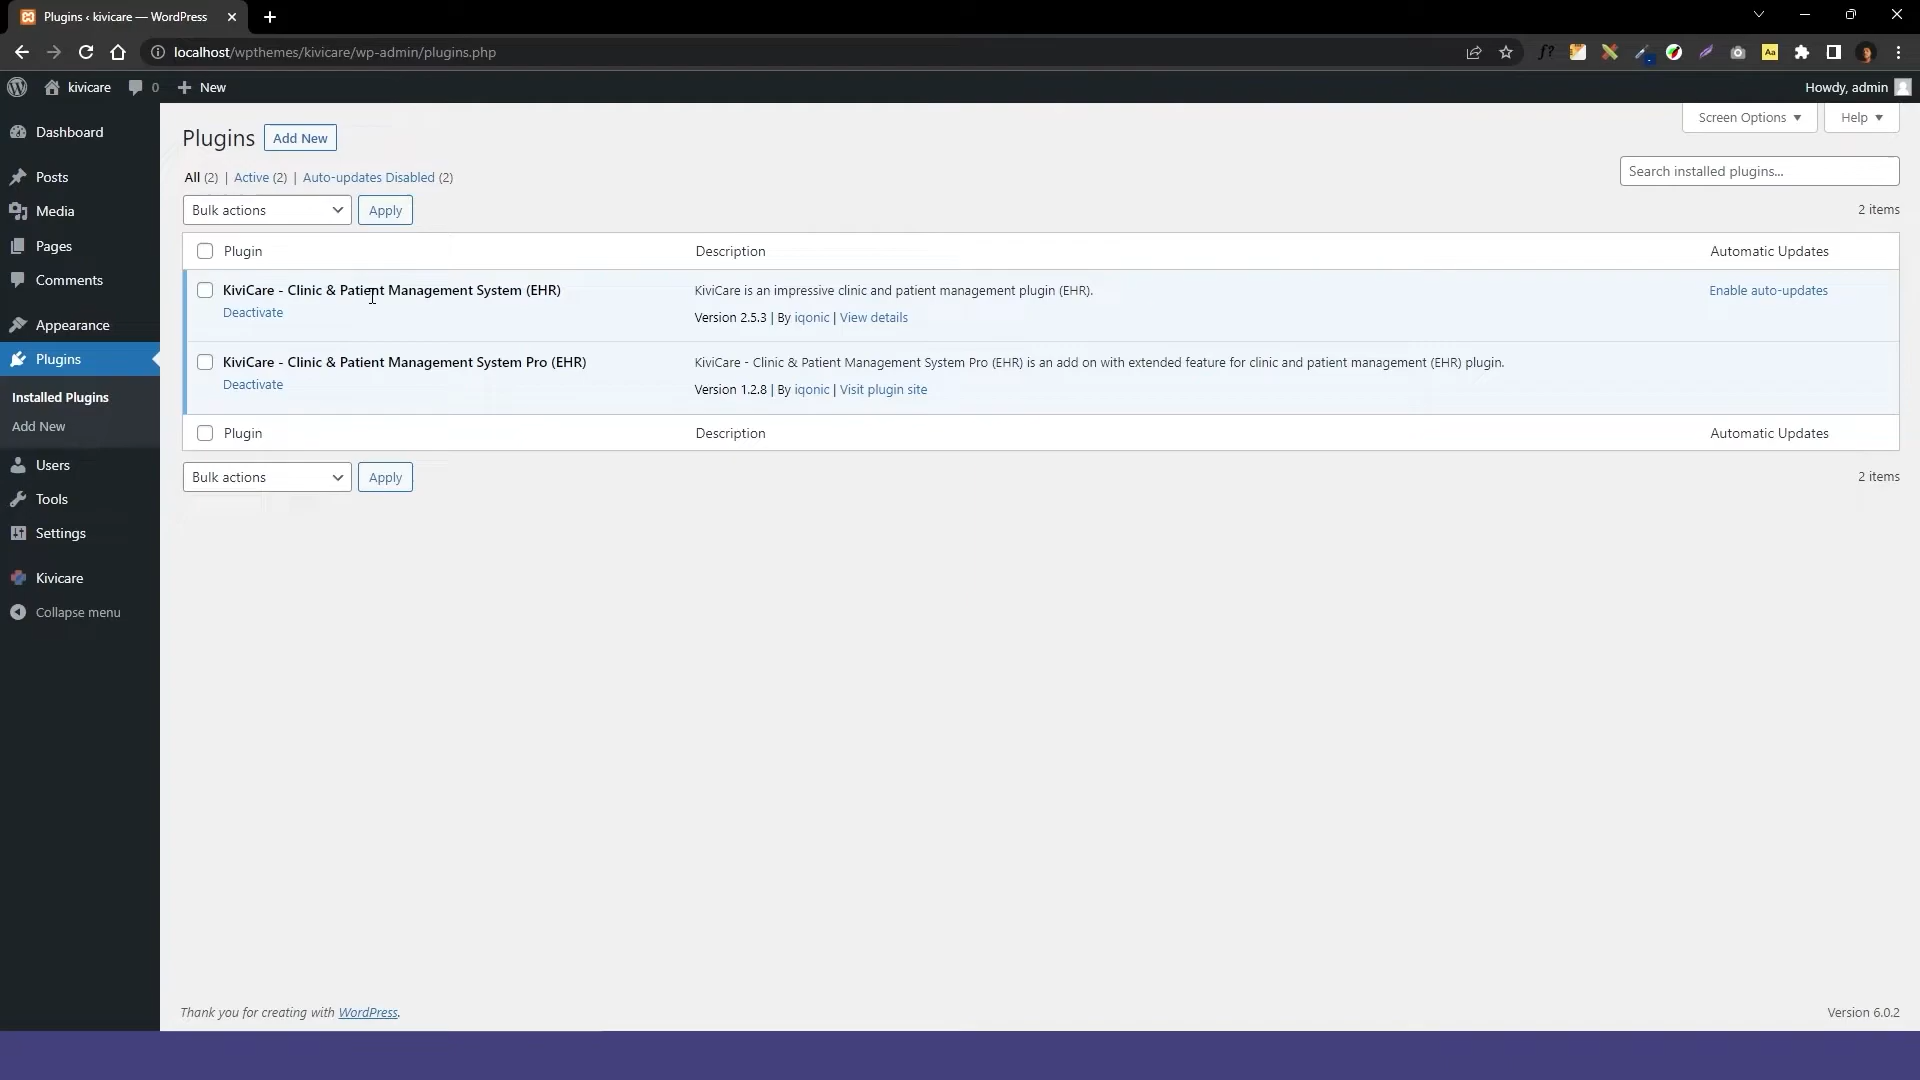 Plugins ‹ kivicare — WordPress
localhost/wpthemes/kivicare/wp-admin/plugins.php
kivicare 0 New Howdy, admin
Screen Options Help
Dashboard
Posts
Media
Pages
Comments
Appearance
Plugins
Installed Plugins
Add New
Users
Tools
Settings
Kivicare
Collapse menu
Plugins Add New
All (2) | Active (2) | Auto-updates Disabled (2)
Search installed plugins...
Bulk actions Apply 2 items
Plugin Description Automatic Updates
KiviCare - Clinic & Patient Management System (EHR) KiviCare is an impressive clinic and patient management plugin (EHR). Enable auto-updates
Deactivate Version 2.5.3 | By iqonic | View details
KiviCare - Clinic & Patient Management System Pro (EHR) KiviCare - Clinic & Patient Management System Pro (EHR) is an add on with extended feature for clinic and patient management (EHR) plugin.
Deactivate Version 1.2.8 | By iqonic | Visit plugin site
Plugin Description Automatic Updates
Bulk actions Apply 2 items
Thank you for creating with WordPress. Version 6.0.2